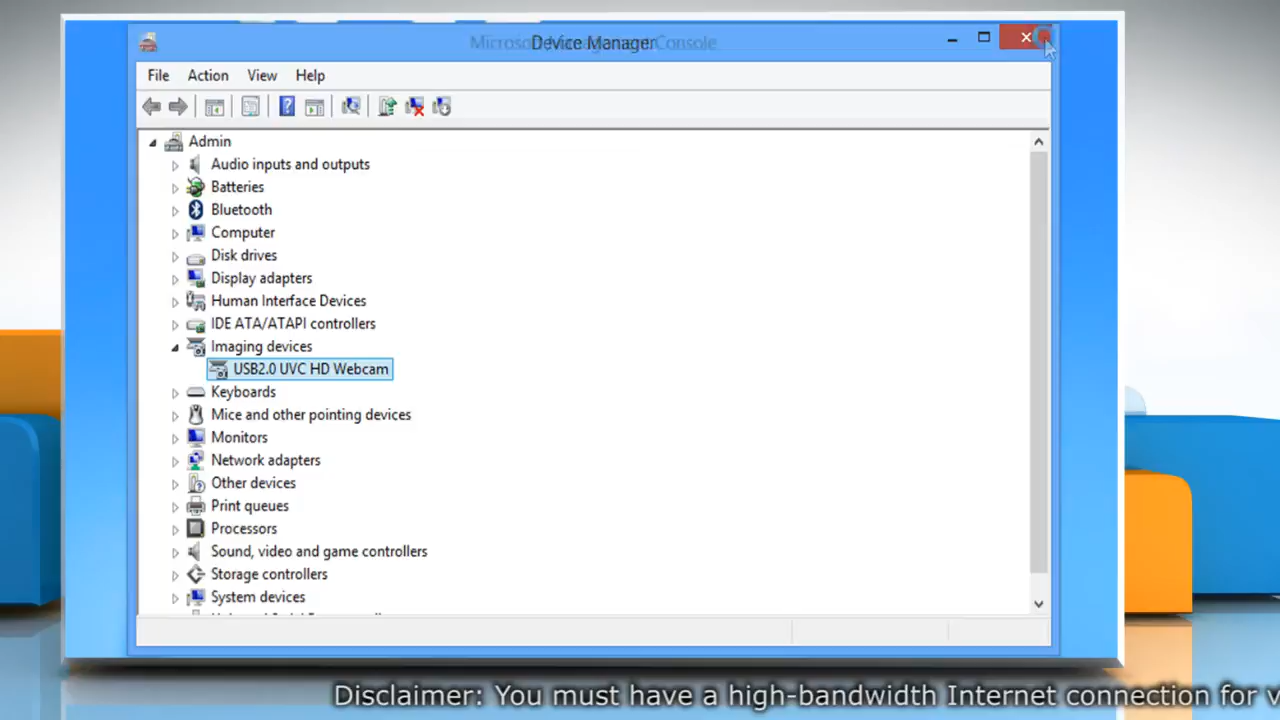 Device Manager
File Action View Help
Admin
Audio inputs and outputs
Batteries
Bluetooth
Computer
Disk drives
Display adapters
Human Interface Devices
IDE ATA/ATAPI controllers
Imaging devices
USB2.0 UVC HD Webcam
Keyboards
Mice and other pointing devices
Monitors
Network adapters
Other devices
Print queues
Processors
Sound, video and game controllers
Storage controllers
System devices
Disclaimer: You must have a high-bandwidth Internet connection for